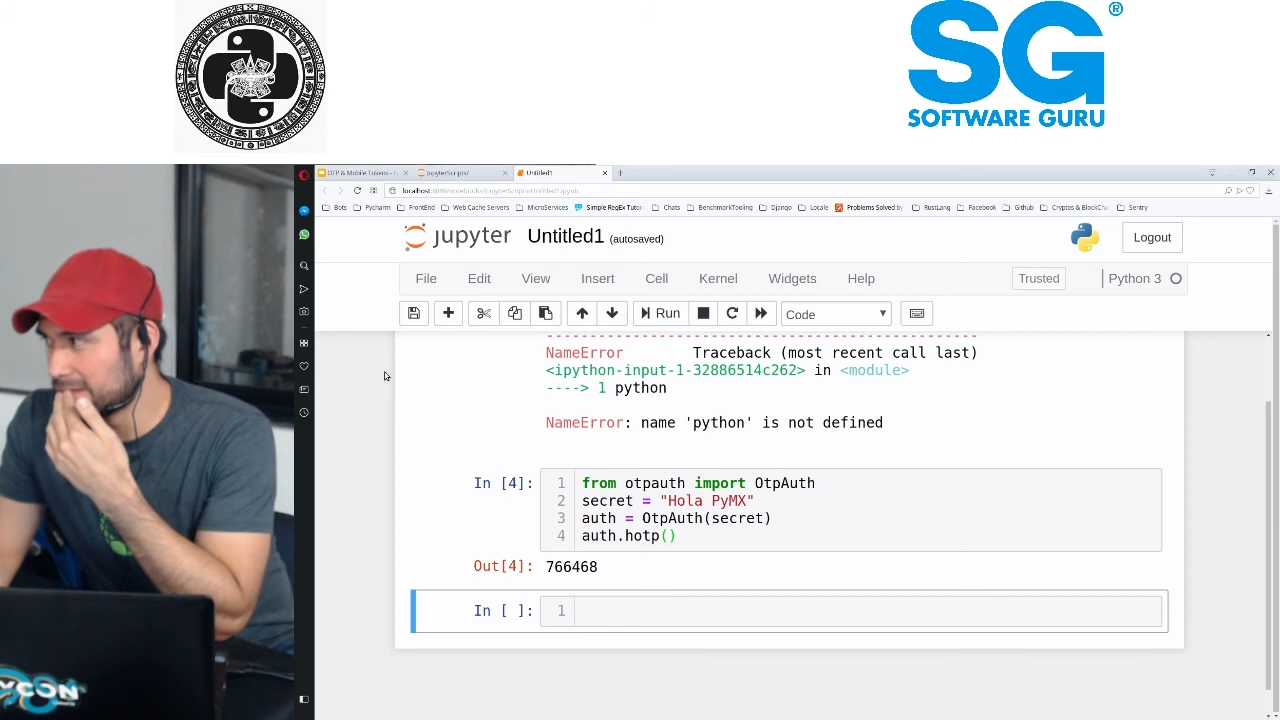 SG®
SOFTWARE GURU
OTP & Mobile Tokens - G
JupyterScripts/
Untitled1
localhost:8888/notebooks/JupyterScripts/Untitled1.ipynb
Bots Pycharm FrontEnd Web Cache Servers MicroServices Simple RegEx Tutor Chats BenchmarkTooling Django Locale Problems Solved by RustLang Facebook Github Cryptos & BlockCha Sentry
jupyter Untitled1 (autosaved) Logout
File Edit View Insert Cell Kernel Widgets Help Trusted Python 3
Run Code
NameError Traceback (most recent call last)
<ipython-input-1-32886514c262> in <module>
----> 1 python
NameError: name 'python' is not defined
In [4]: 1 from otpauth import OtpAuth
2 secret = "Hola PyMX"
3 auth = OtpAuth(secret)
4 auth.hotp()
Out[4]: 766468
In [ ]: 1
YCON